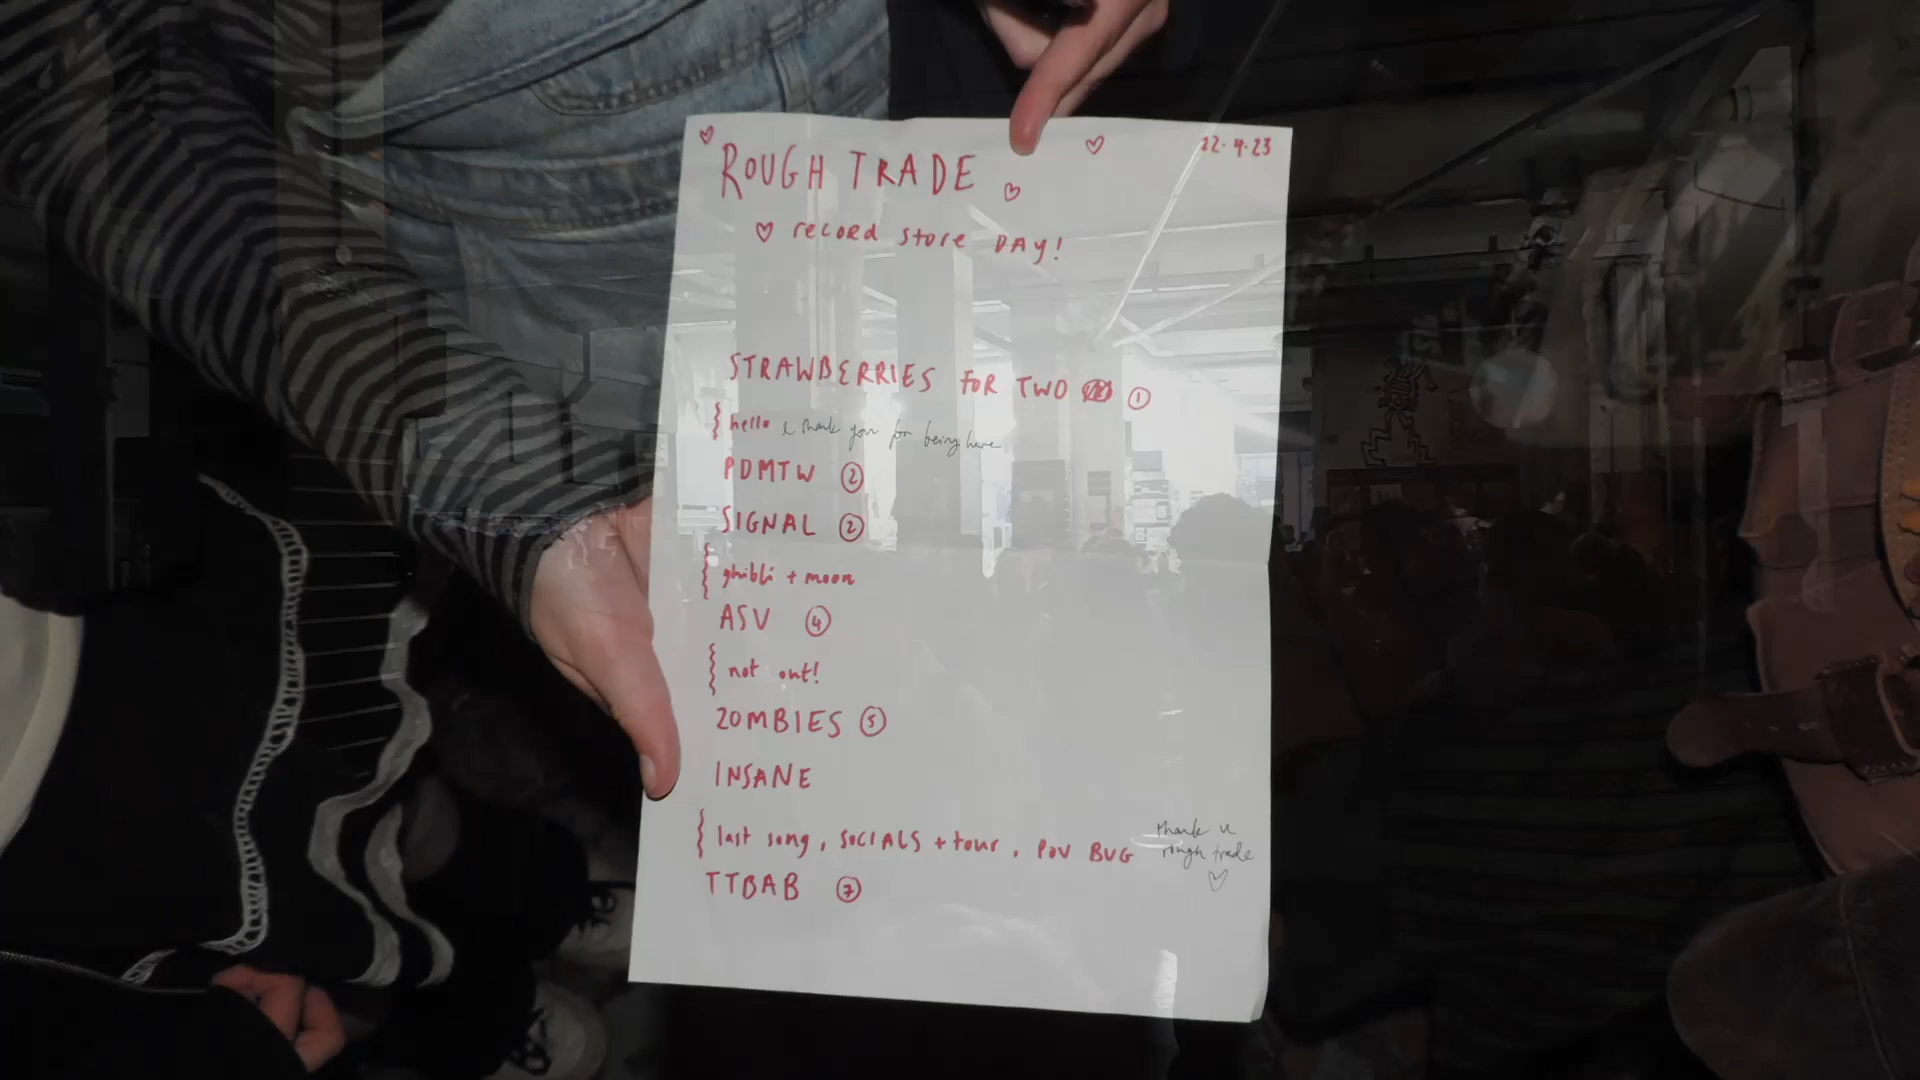 ROUGH TRADE
22.4.23
record store DAY!
STRAWBERRIES FOR TWO 1
hello & thank you for being here
PDMTW 2
SIGNAL 2
ghibli + moon
ASV 4
not out!
ZOMBIES 5
INSANE
last song, SOCIALS + tour, POV BUG
thank u
rough trade
TTBAB 7